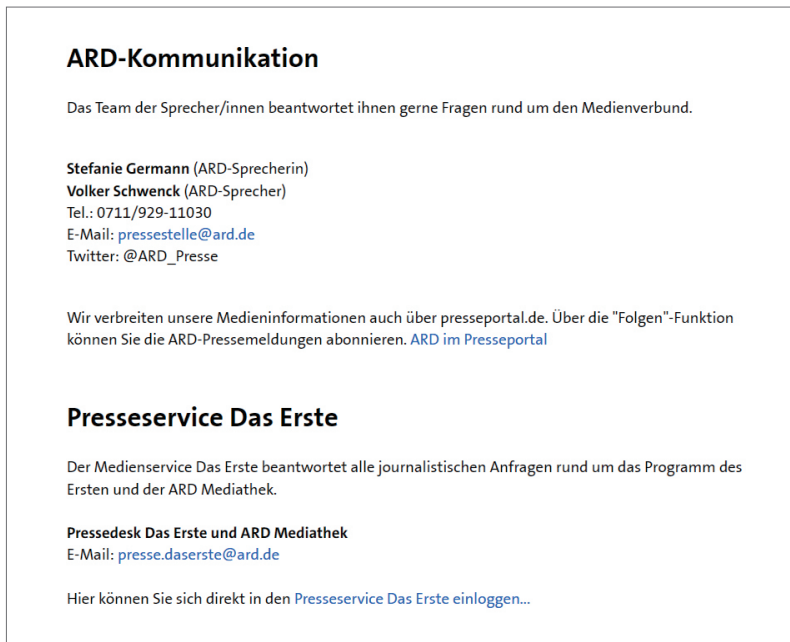 ARD-Kommunikation
Das Team der Sprecher/innen beantwortet ihnen gerne Fragen rund um den Medienverbund.
Stefanie Germann (ARD-Sprecherin)
Volker Schwenck (ARD-Sprecher)
Tel.: 0711/929-11030
E-Mail: pressestelle@ard.de
Twitter: @ARD_Presse
Wir verbreiten unsere Medieninformationen auch über presseportal.de. Über die "Folgen"-Funktion
können Sie die ARD-Pressemeldungen abonnieren. ARD im Presseportal
Presseservice Das Erste
Der Medienservice Das Erste beantwortet alle journalistischen Anfragen rund um das Programm des
Ersten und der ARD Mediathek.
Pressedesk Das Erste und ARD Mediathek
E-Mail: presse.daserste@ard.de
Hier können Sie sich direkt in den Presseservice Das Erste einloggen...